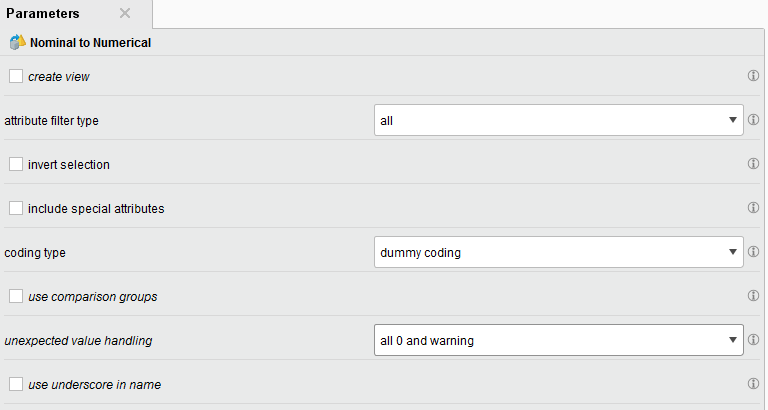 Parameters
Nominal to Numerical
create view
attribute filter type
all
invert selection
include special attributes
coding type
dummy coding
use comparison groups
unexpected value handling
all 0 and warning
use underscore in name